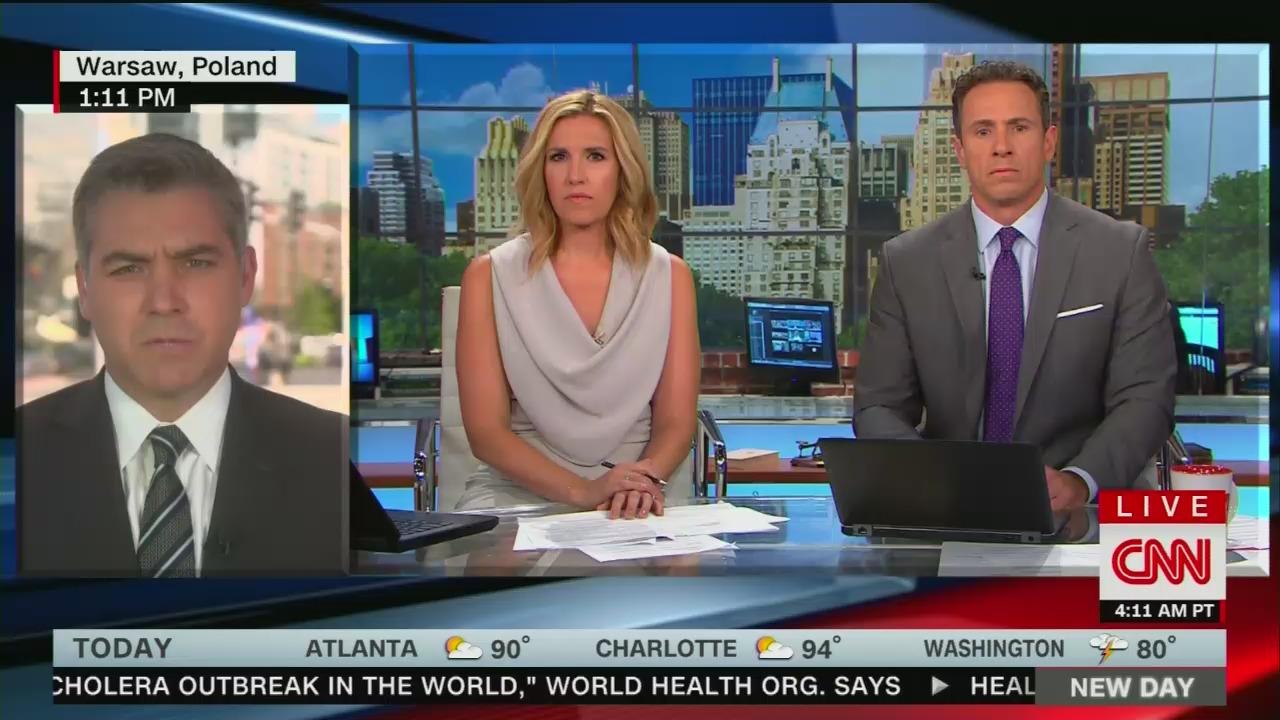 Warsaw, Poland
1:11 PM
LIVE
CNN
4:11 AM PT
TODAY ATLANTA 90° CHARLOTTE 94° WASHINGTON 80°
CHOLERA OUTBREAK IN THE WORLD," WORLD HEALTH ORG. SAYS ▶ HEAL
NEW DAY